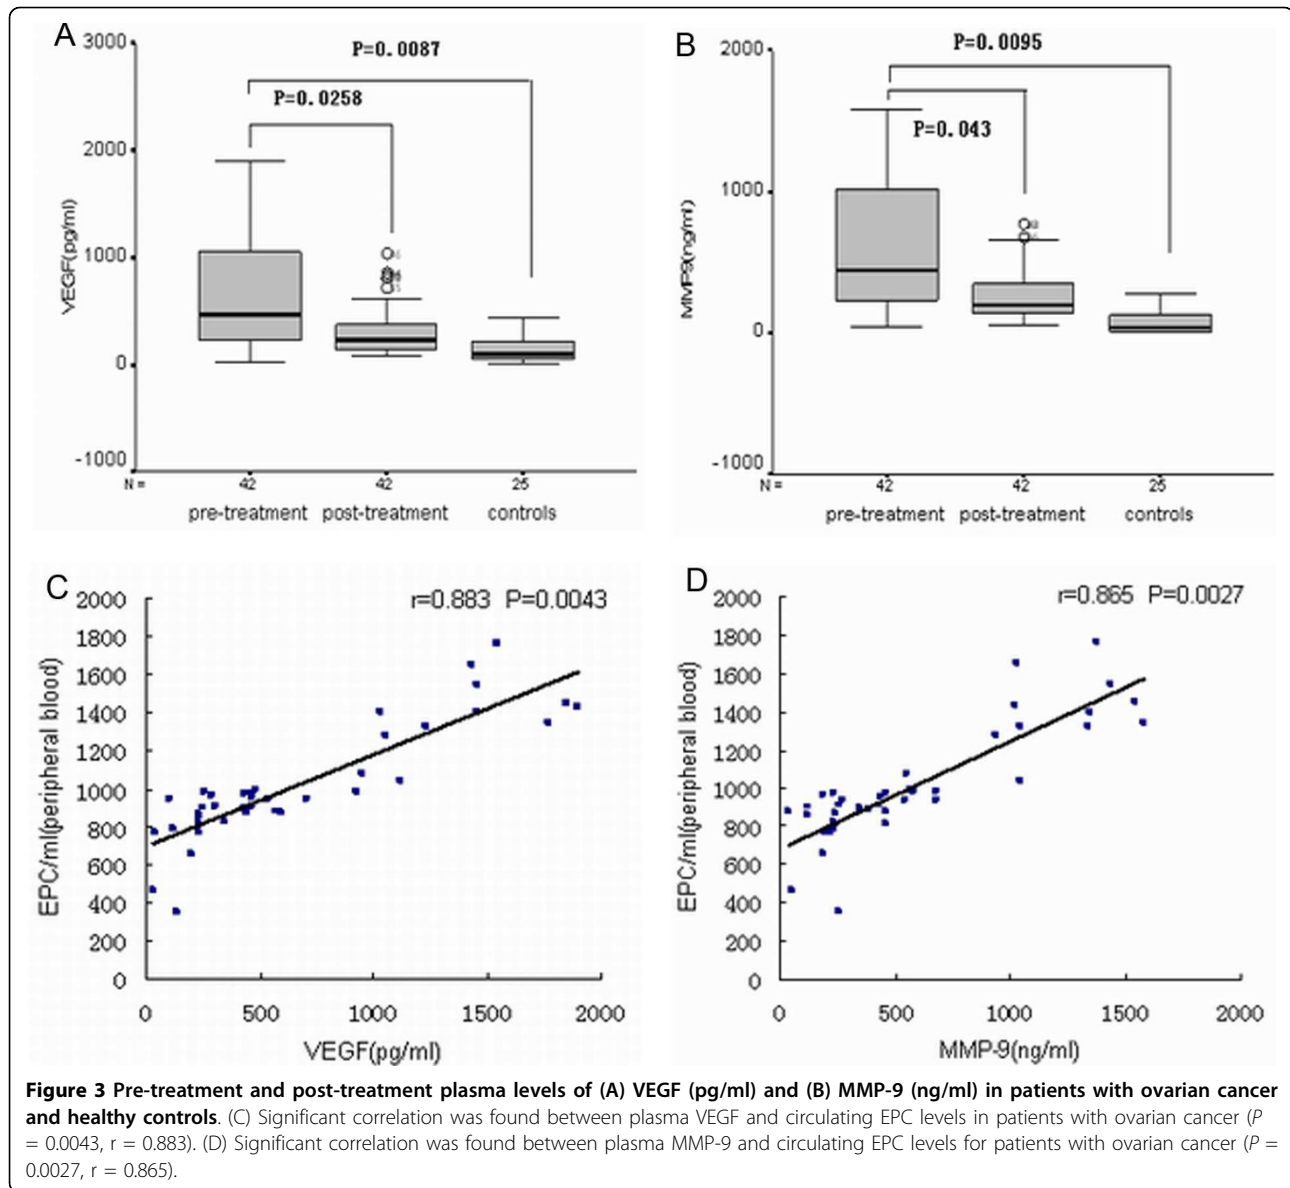 A
3000
P=0.0087
P=0.0258
2000
VEGF(pg/ml)
1000
0
-1000
N =
42
42
25
pre-treatment post-treatment controls
B
2000
P=0.0095
P=0.043
1000
MMP9(ng/ml)
0
-1000
N =
42
42
25
pre-treatment post-treatment controls
C
r=0.883 P=0.0043
2000
1800
1600
1400
1200
1000
800
600
400
200
0
EPC/ml(peripheral blood)
0 500 1000 1500 2000
VEGF(pg/ml)
D
r=0.865 P=0.0027
2000
1800
1600
1400
1200
1000
800
600
400
200
0
EPC/ml(peripheral blood)
0 500 1000 1500 2000
MMP-9(ng/ml)
Figure 3 Pre-treatment and post-treatment plasma levels of (A) VEGF (pg/ml) and (B) MMP-9 (ng/ml) in patients with ovarian cancer
and healthy controls. (C) Significant correlation was found between plasma VEGF and circulating EPC levels in patients with ovarian cancer (P
= 0.0043, r = 0.883). (D) Significant correlation was found between plasma MMP-9 and circulating EPC levels for patients with ovarian cancer (P =
0.0027, r = 0.865).